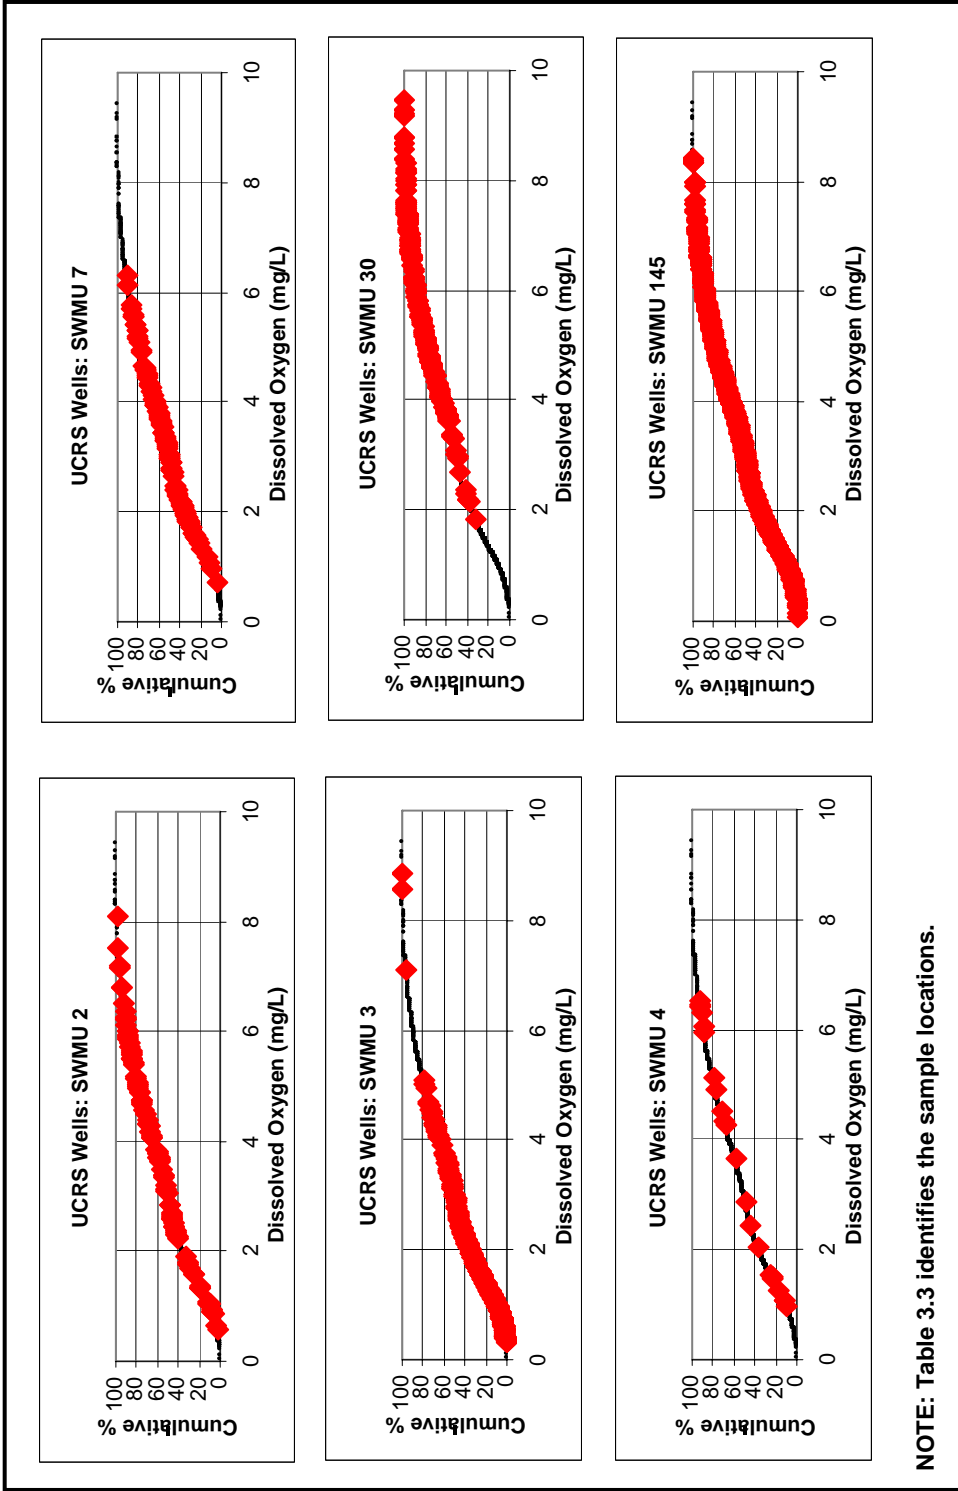 UCRS Wells: SWMU 2
Cumulative %
100
80
60
40
20
0
0 2 4 6 8 10
Dissolved Oxygen (mg/L)
UCRS Wells: SWMU 7
Cumulative %
100
80
60
40
20
0
0 2 4 6 8 10
Dissolved Oxygen (mg/L)
UCRS Wells: SWMU 3
Cumulative %
100
80
60
40
20
0
0 2 4 6 8 10
Dissolved Oxygen (mg/L)
UCRS Wells: SWMU 30
Cumulative %
100
80
60
40
20
0
0 2 4 6 8 10
Dissolved Oxygen (mg/L)
UCRS Wells: SWMU 4
Cumulative %
100
80
60
40
20
0
0 2 4 6 8 10
Dissolved Oxygen (mg/L)
UCRS Wells: SWMU 145
Cumulative %
100
80
60
40
20
0
0 2 4 6 8 10
Dissolved Oxygen (mg/L)
NOTE: Table 3.3 identifies the sample locations.